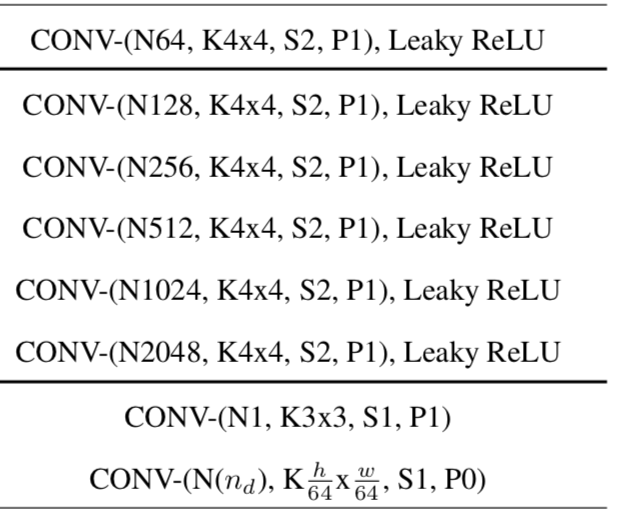 CONV-(N64, K4x4, S2, P1), Leaky ReLU
CONV-(N128, K4x4, S2, P1), Leaky ReLU
CONV-(N256, K4x4, S2, P1), Leaky ReLU
CONV-(N512, K4x4, S2, P1), Leaky ReLU
CONV-(N1024, K4x4, S2, P1), Leaky ReLU
CONV-(N2048, K4x4, S2, P1), Leaky ReLU
CONV-(N1, K3x3, S1, P1)
CONV-(N($n_d$), K$\frac{h}{64}$x$\frac{w}{64}$, S1, P0)